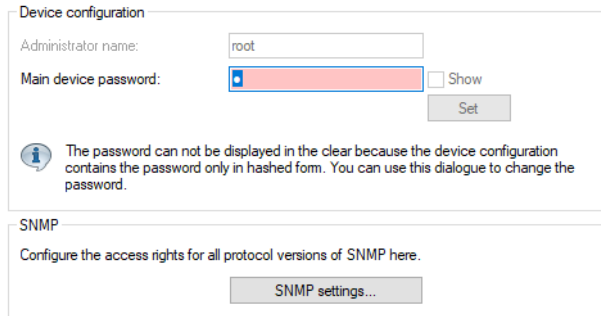 Device configuration
Administrator name:
root
Main device password:
●
Show
Set
The password can not be displayed in the clear because the device configuration
contains the password only in hashed form. You can use this dialogue to change the
password.
SNMP
Configure the access rights for all protocol versions of SNMP here.
SNMP settings...